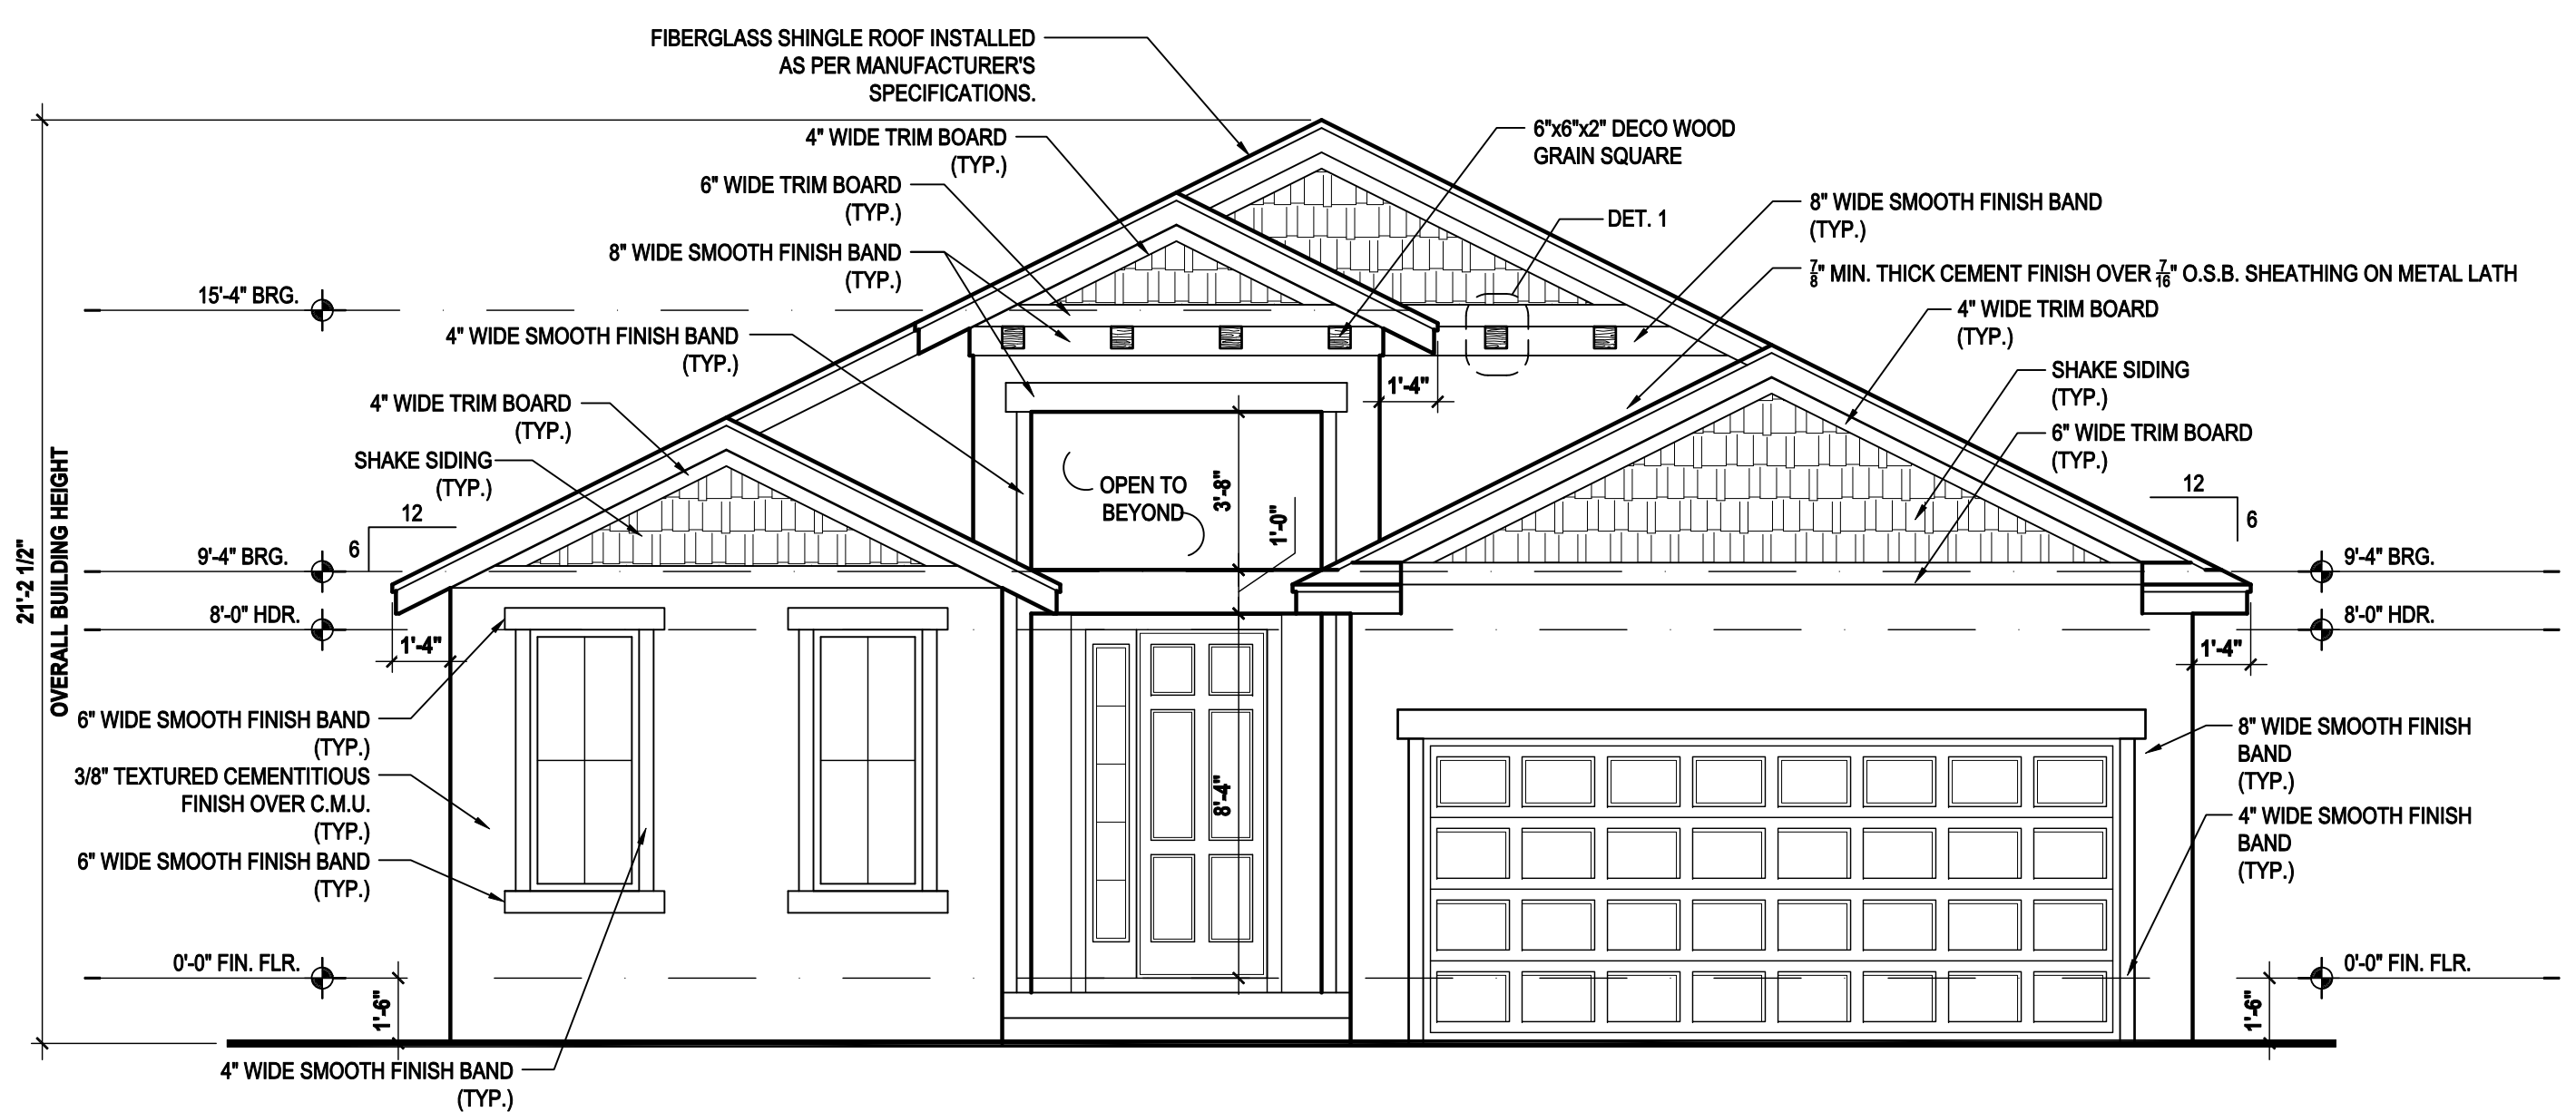 FIBERGLASS SHINGLE ROOF INSTALLED
AS PER MANUFACTURER'S
SPECIFICATIONS.
4" WIDE TRIM BOARD
(TYP.)
6" WIDE TRIM BOARD
(TYP.)
8" WIDE SMOOTH FINISH BAND
(TYP.)
15'-4" BRG.
4" WIDE SMOOTH FINISH BAND
(TYP.)
4" WIDE TRIM BOARD
(TYP.)
SHAKE SIDING
(TYP.)
12
6
9'-4" BRG.
8'-0" HDR.
1'-4"
21'-2 1/2"
OVERALL BUILDING HEIGHT
6" WIDE SMOOTH FINISH BAND
(TYP.)
3/8" TEXTURED CEMENTITIOUS
FINISH OVER C.M.U.
(TYP.)
6" WIDE SMOOTH FINISH BAND
(TYP.)
0'-0" FIN. FLR.
1'-6"
4" WIDE SMOOTH FINISH BAND
(TYP.)
OPEN TO
BEYOND
3'-8"
1'-0"
8'-4"
1'-4"
6"x6"x2" DECO WOOD
GRAIN SQUARE
DET. 1
8" WIDE SMOOTH FINISH BAND
(TYP.)
7/8" MIN. THICK CEMENT FINISH OVER 7/16" O.S.B. SHEATHING ON METAL LATH
4" WIDE TRIM BOARD
(TYP.)
SHAKE SIDING
(TYP.)
6" WIDE TRIM BOARD
(TYP.)
12
6
9'-4" BRG.
8'-0" HDR.
1'-4"
8" WIDE SMOOTH FINISH
BAND
(TYP.)
4" WIDE SMOOTH FINISH
BAND
(TYP.)
0'-0" FIN. FLR.
1'-6"